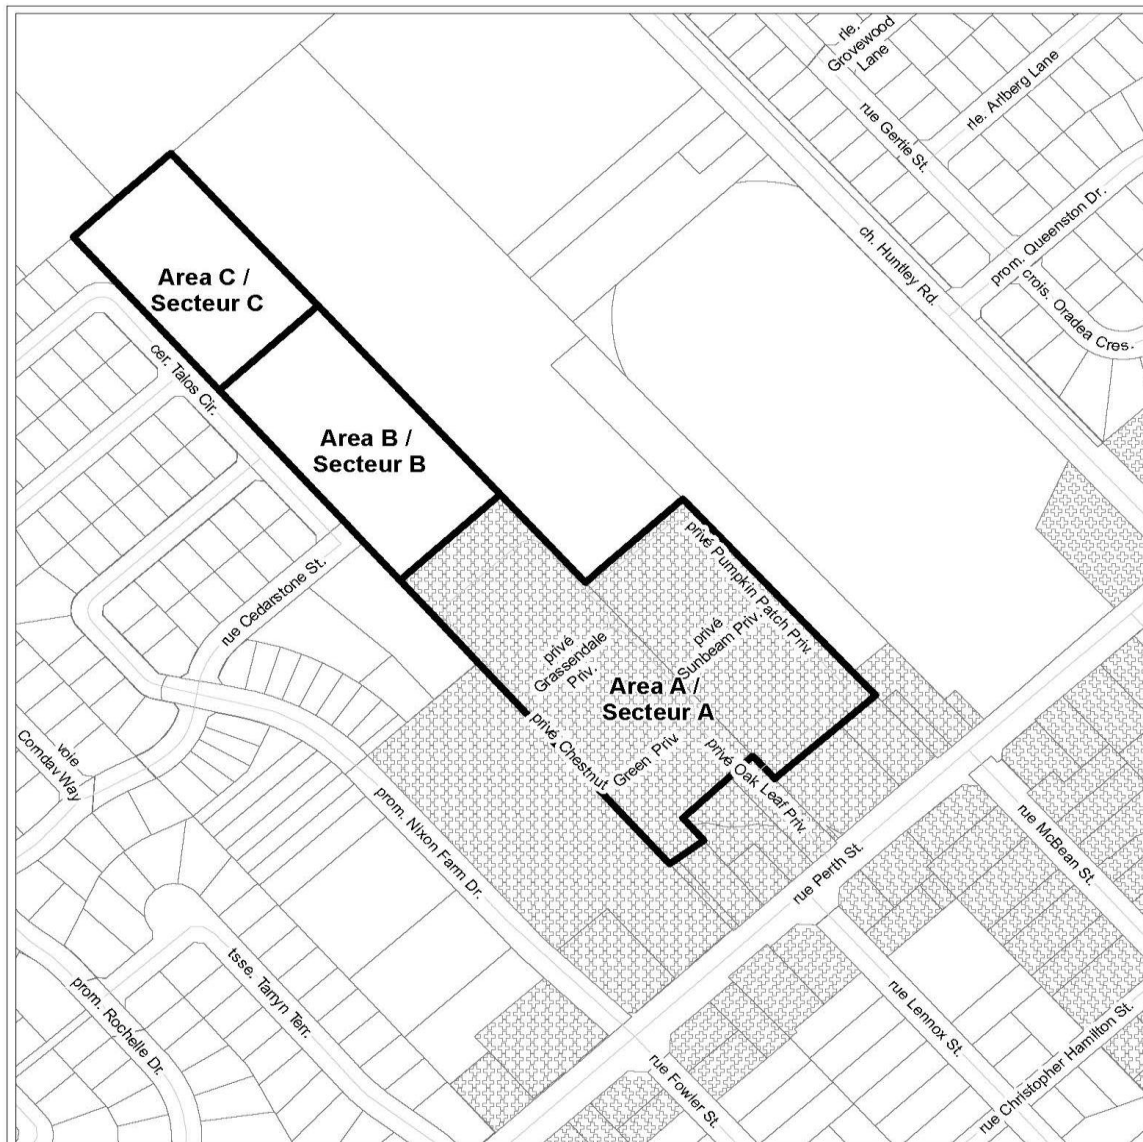 rle.
Grovewood
Lane
rle. Arlberg Lane
rue Gertie St.
prom. Queenston Dr.
ch. Huntley Rd.
crois. Oradea Cres.
Area C /
Secteur C
cer. Talos Cir.
Area B /
Secteur B
privé Pumpkin Patch Priv.
rue Cedarstone St.
privé
Grassendale
Priv.
privé
Sunbeam Priv.
Area A /
Secteur A
privé Chestnut
Green Priv.
privé Oak Leaf Priv.
voie
Comdav Way
prom. Nixon Farm Dr.
rue Perth St.
rue McBean St.
tsse. Tarryn Terr.
prom. Rochelle Dr.
rue Lennox St.
rue Fowler St.
rue Christopher Hamilton St.